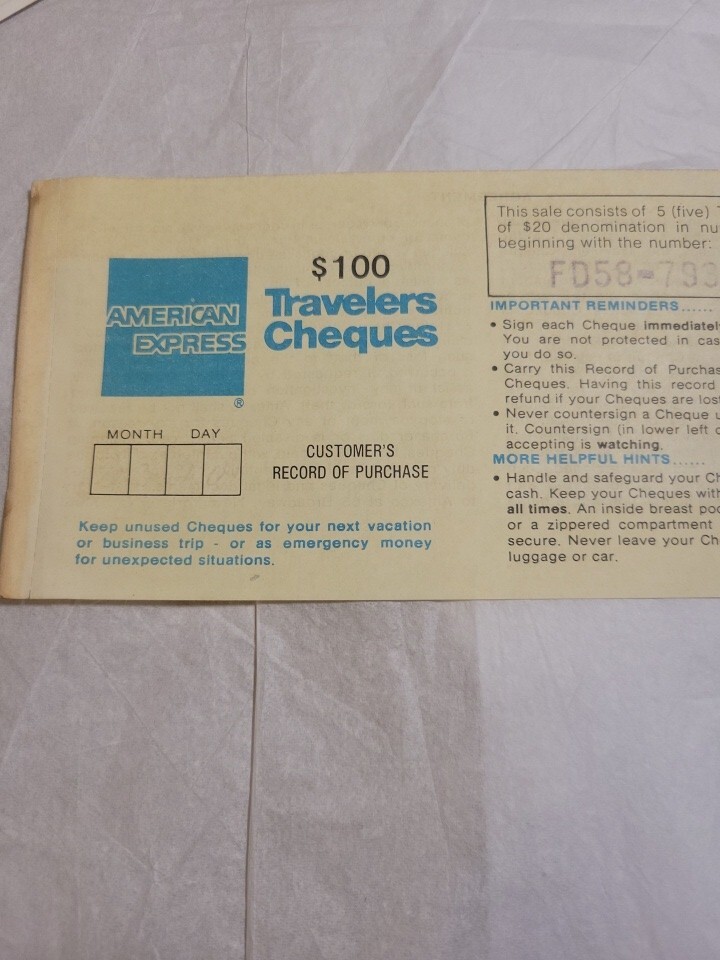 AMERICAN
EXPRESS
®
$100
Travelers
Cheques
MONTH DAY
CUSTOMER'S
RECORD OF PURCHASE
Keep unused Cheques for your next vacation
or business trip - or as emergency money
for unexpected situations.
This sale consists of 5 (five)
of $20 denomination in
beginning with the number:
FD58-793
IMPORTANT REMINDERS......
• Sign each Cheque immediately
You are not protected in
you do so.
• Carry this Record of
Cheques. Having this record
refund if your Cheques are
• Never countersign a Cheque
it. Countersign (in lower left
accepting is watching.
MORE HELPFUL HINTS......
• Handle and safeguard your
cash. Keep your Cheques
all times. An inside breast
or a zippered compartment
secure. Never leave your
luggage or car.